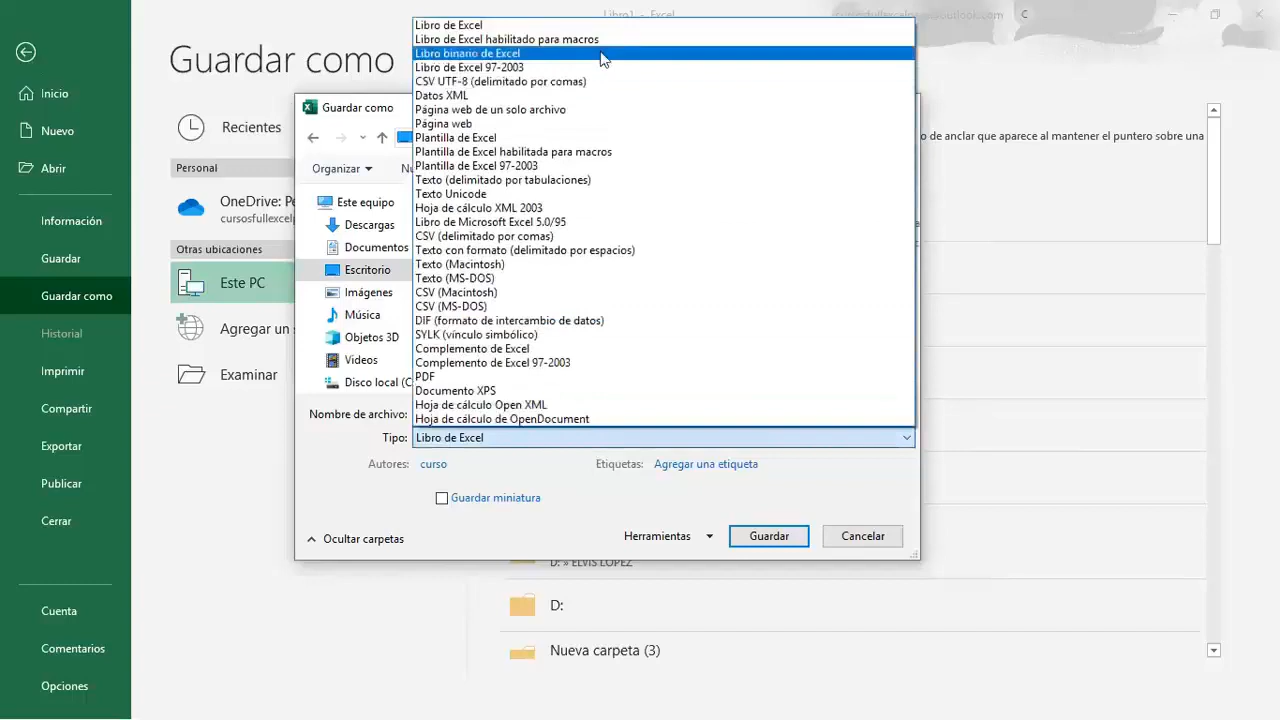 Libro1 - Excel
Guardar como
Inicio
Nuevo
Abrir
Información
Guardar
Guardar como
Historial
Imprimir
Compartir
Exportar
Publicar
Cerrar
Cuenta
Comentarios
Opciones
Recientes
Personal
OneDrive: Pe
cursosfullexcelp
Otras ubicaciones
Este PC
Agregar un s
Examinar
Guardar como
Organizar
Nu
Este equipo
Descargas
Documentos
Escritorio
Imágenes
Música
Objetos 3D
Videos
Disco local (C
Libro de Excel
Libro de Excel habilitado para macros
Libro binario de Excel
Libro de Excel 97-2003
CSV UTF-8 (delimitado por comas)
Datos XML
Página web de un solo archivo
Página web
Plantilla de Excel
Plantilla de Excel habilitada para macros
Plantilla de Excel 97-2003
Texto (delimitado por tabulaciones)
Texto Unicode
Hoja de cálculo XML 2003
Libro de Microsoft Excel 5.0/95
CSV (delimitado por comas)
Texto con formato (delimitado por espacios)
Texto (Macintosh)
Texto (MS-DOS)
CSV (Macintosh)
CSV (MS-DOS)
DIF (formato de intercambio de datos)
SYLK (vínculo simbólico)
Complemento de Excel
Complemento de Excel 97-2003
PDF
Documento XPS
Hoja de cálculo Open XML
Hoja de cálculo de OpenDocument
Nombre de archivo:
Tipo: Libro de Excel
Autores: curso
Etiquetas: Agregar una etiqueta
Guardar miniatura
Ocultar carpetas
Herramientas
Guardar
Cancelar
o de anclar que aparece al mantener el puntero sobre una
D: » ELVIS LOPEZ
D:
Nueva carpeta (3)